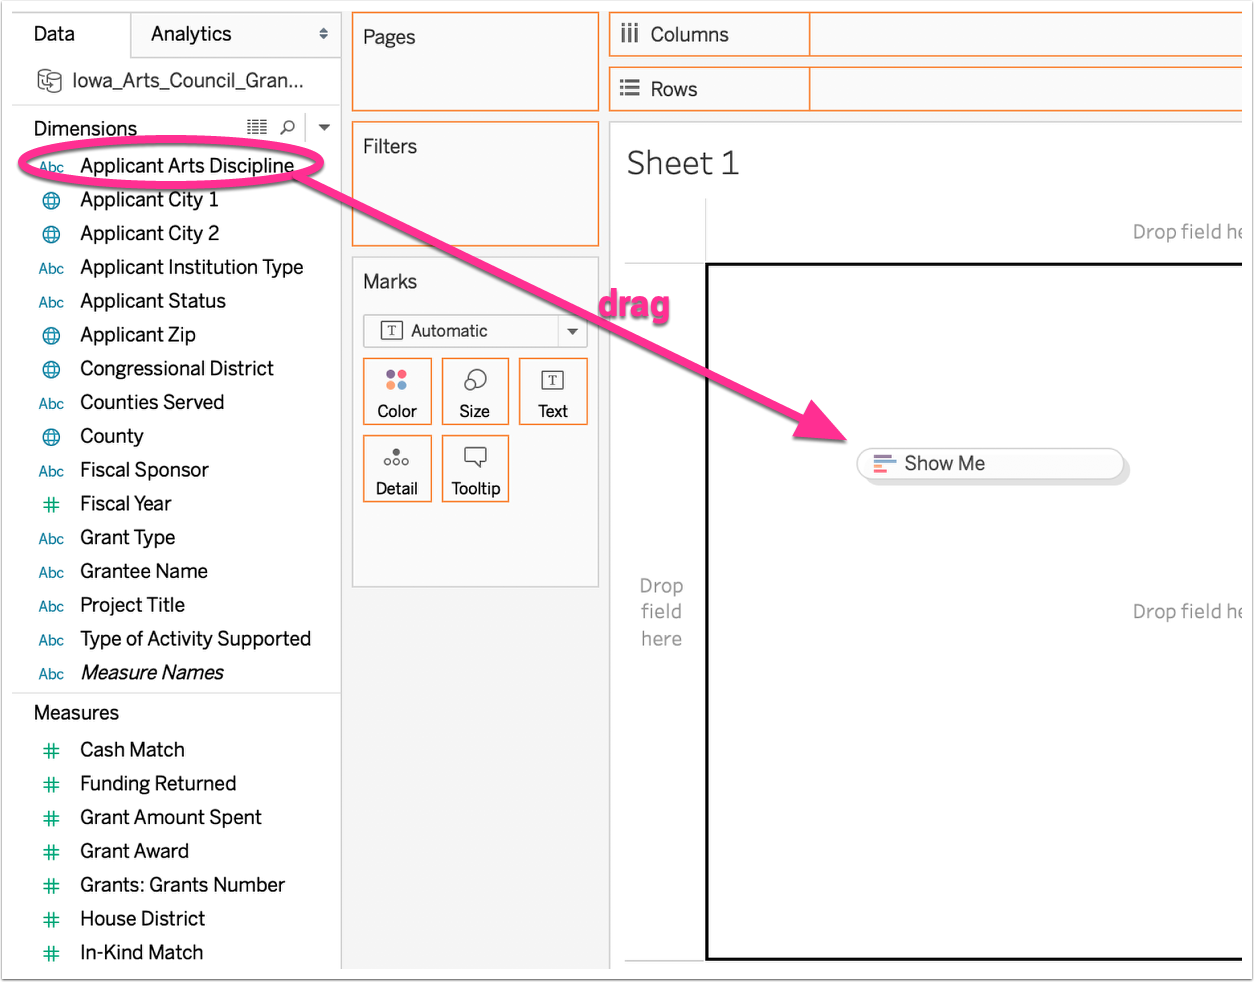 Data
Analytics
Iowa_Arts_Council_Gran...
Dimensions
Abc Applicant Arts Discipline
Applicant City 1
Applicant City 2
Abc Applicant Institution Type
Abc Applicant Status
Applicant Zip
Congressional District
Abc Counties Served
County
Abc Fiscal Sponsor
# Fiscal Year
Abc Grant Type
Abc Grantee Name
Abc Project Title
Abc Type of Activity Supported
Abc Measure Names
Measures
# Cash Match
# Funding Returned
# Grant Amount Spent
# Grant Award
# Grants: Grants Number
# House District
# In-Kind Match
Pages
Filters
Marks
T Automatic
Color
Size
T
Text
Detail
Tooltip
Columns
Rows
Sheet 1
Drop field he
drag
Show Me
Drop
field
here
Drop field he